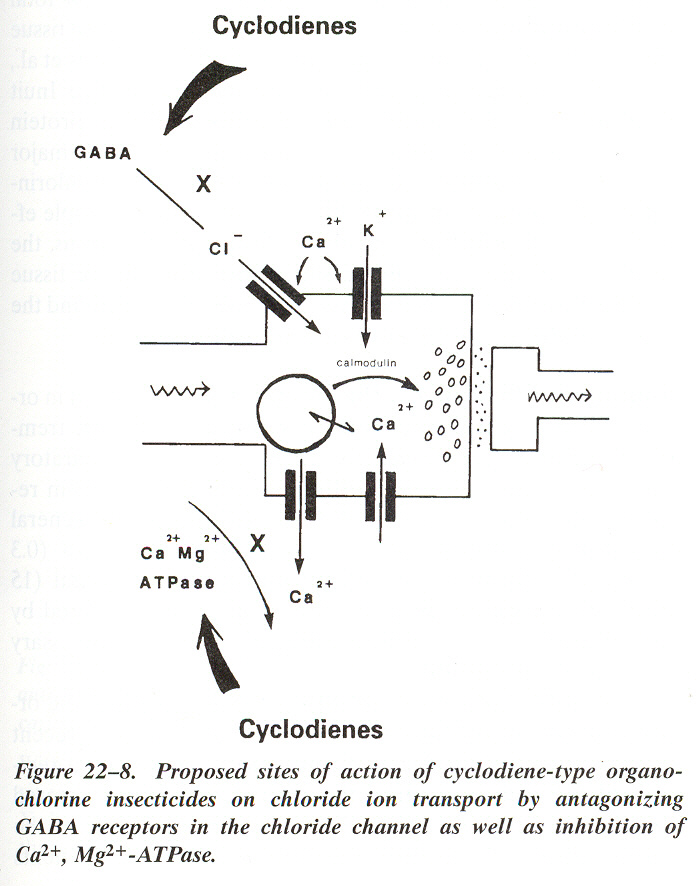 Cyclodienes
GABA
X
Cl⁻
Ca²⁺
K⁺
calmodulin
Ca²⁺
Ca²⁺ Mg²⁺
ATPase
X
Ca²⁺
Cyclodienes
Figure 22–8. Proposed sites of action of cyclodiene-type organo-
chlorine insecticides on chloride ion transport by antagonizing
GABA receptors in the chloride channel as well as inhibition of
Ca²⁺, Mg²⁺-ATPase.